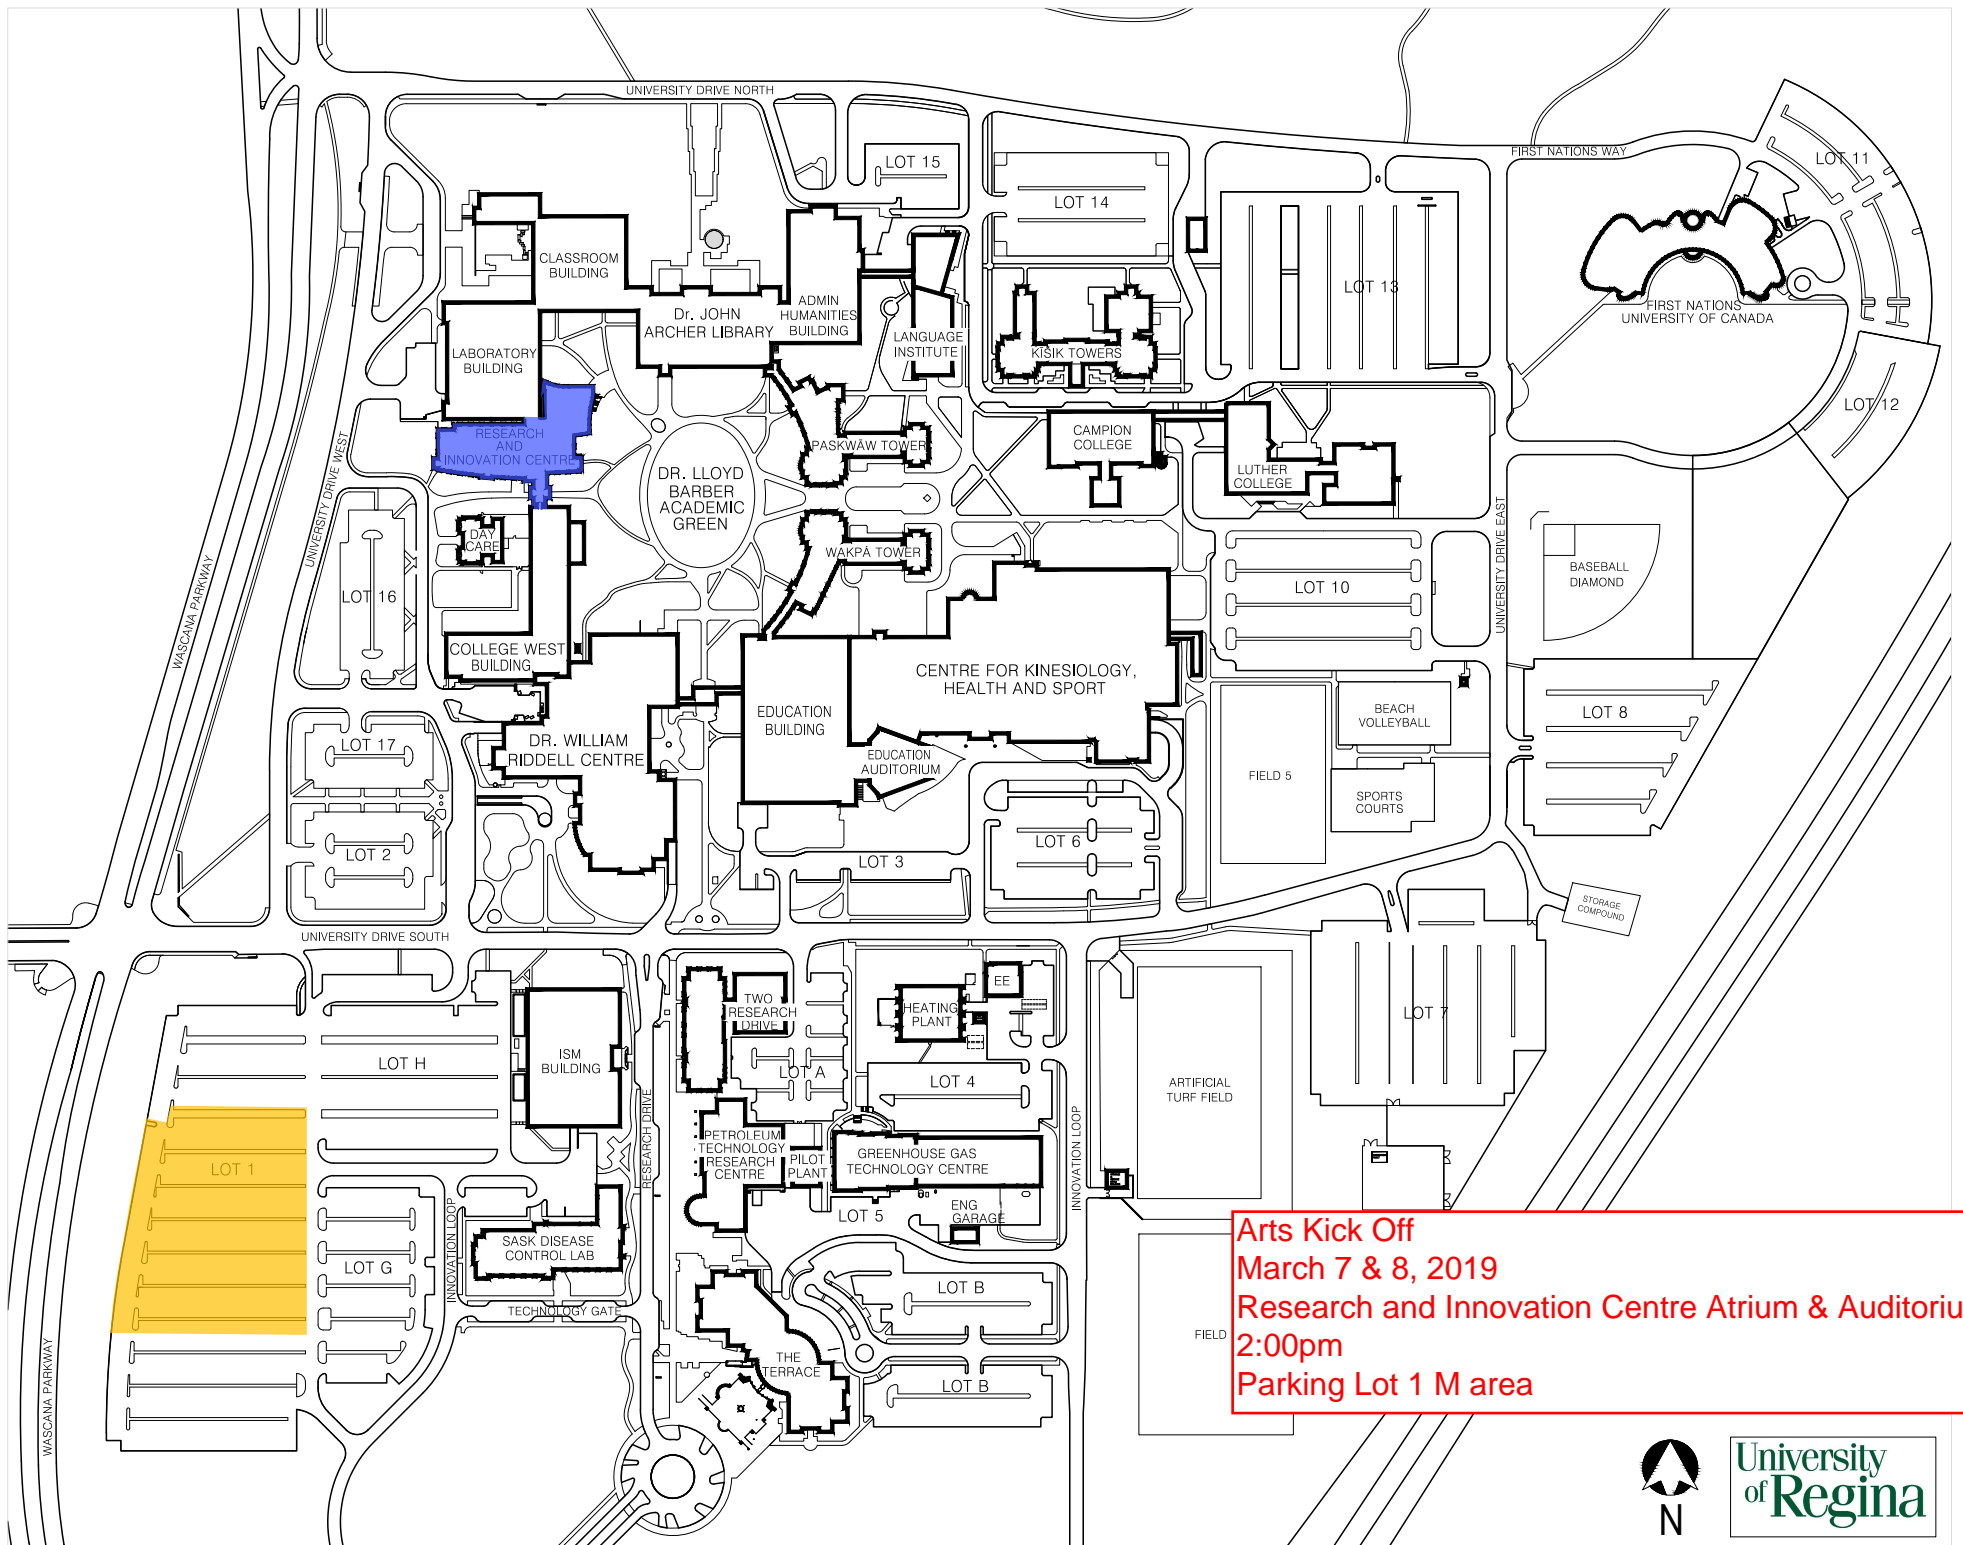 UNIVERSITY DRIVE NORTH
FIRST NATIONS WAY
LOT 11
LOT 15
LOT 14
CLASSROOM
BUILDING
LOT 13
ADMIN
HUMANITIES
BUILDING
Dr. JOHN
ARCHER LIBRARY
FIRST NATIONS
UNIVERSITY OF CANADA
LANGUAGE
INSTITUTE
KĪSIK TOWERS
LABORATORY
BUILDING
LOT 12
RESEARCH
AND
INNOVATION CENTRE
PASKWĀW TOWER
CAMPION
COLLEGE
LUTHER
COLLEGE
DR. LLOYD
BARBER
ACADEMIC
GREEN
UNIVERSITY DRIVE WEST
UNIVERSITY DRIVE EAST
DAY
CARE
WAKPĀ TOWER
BASEBALL
DIAMOND
LOT 10
LOT 16
WASCANA PARKWAY
COLLEGE WEST
BUILDING
CENTRE FOR KINESIOLOGY,
HEALTH AND SPORT
EDUCATION
BUILDING
BEACH
VOLLEYBALL
LOT 8
LOT 17
DR. WILLIAM
RIDDELL CENTRE
EDUCATION
AUDITORIUM
FIELD 5
SPORTS
COURTS
LOT 2
LOT 3
LOT 6
STORAGE
COMPOUND
UNIVERSITY DRIVE SOUTH
TWO
RESEARCH
DRIVE
EE
HEATING
PLANT
LOT 7
LOT H
ISM
BUILDING
LOT A
LOT 4
ARTIFICIAL
TURF FIELD
RESEARCH DRIVE
INNOVATION LOOP
PETROLEUM
TECHNOLOGY
RESEARCH
CENTRE
PILOT
PLANT
GREENHOUSE GAS
TECHNOLOGY CENTRE
LOT 1
LOT 5
ENG
GARAGE
INNOVATION LOOP
SASK DISEASE
CONTROL LAB
LOT G
LOT B
TECHNOLOGY GATE
FIELD
THE
TERRACE
LOT B
WASCANA PARKWAY
Arts Kick Off
March 7 & 8, 2019
Research and Innovation Centre Atrium & Auditoriu
2:00pm
Parking Lot 1 M area
N
University
of Regina